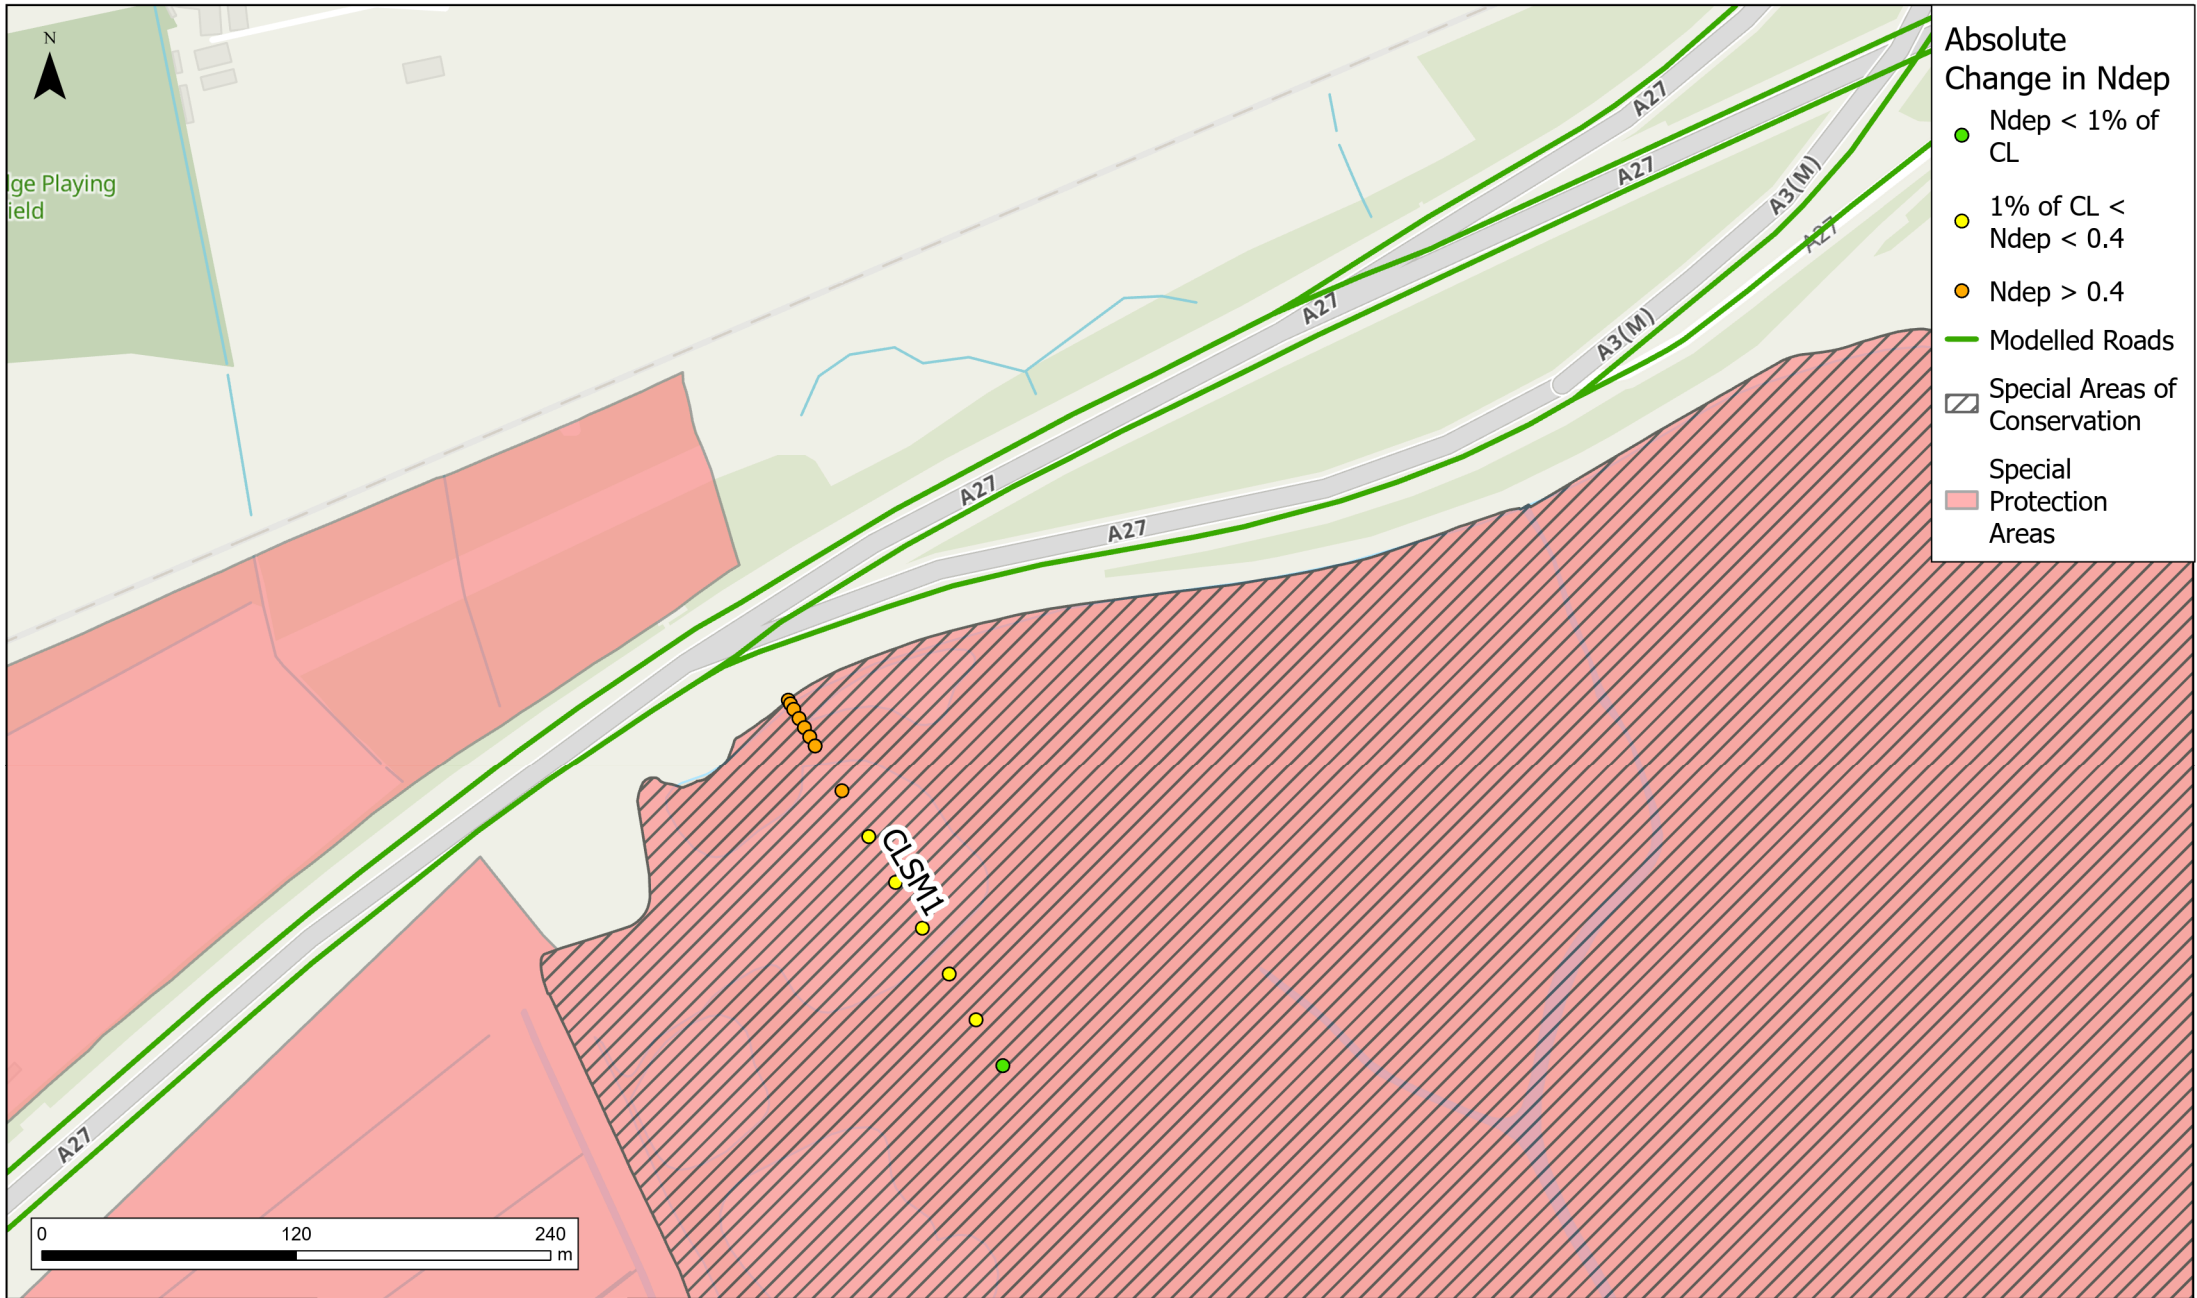 N
lge Playing
ield
A27
A27
A3(M)
A27
A27
A3(M)
A27
A27
CLSM1
A27
0 120 240
m
Absolute
Change in Ndep
Ndep < 1% of
CL
1% of CL <
Ndep < 0.4
Ndep > 0.4
Modelled Roads
Special Areas of
Conservation
Special
Protection
Areas